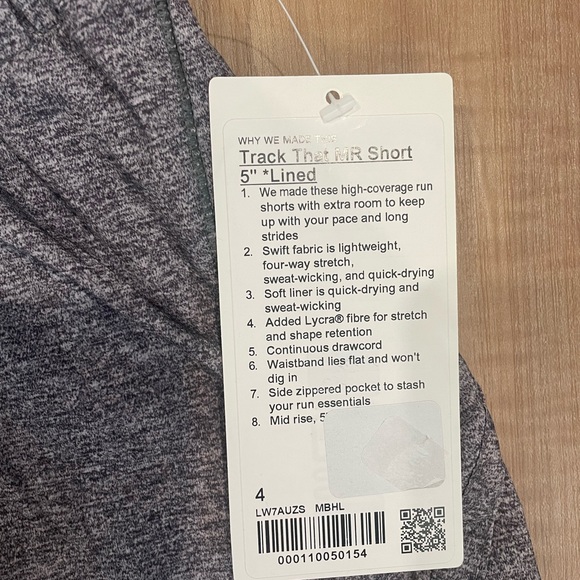 WHY WE MADE THIS
Track That MR Short
5" *Lined
1. We made these high-coverage run
shorts with extra room to keep
up with your pace and long
strides
2. Swift fabric is lightweight,
four-way stretch,
sweat-wicking, and quick-drying
3. Soft liner is quick-drying and
sweat-wicking
4. Added Lycra® fibre for stretch
and shape retention
5. Continuous drawcord
6. Waistband lies flat and won't
dig in
7. Side zippered pocket to stash
your run essentials
8. Mid rise, 5"
4
LW7AUZS MBHL
000110050154